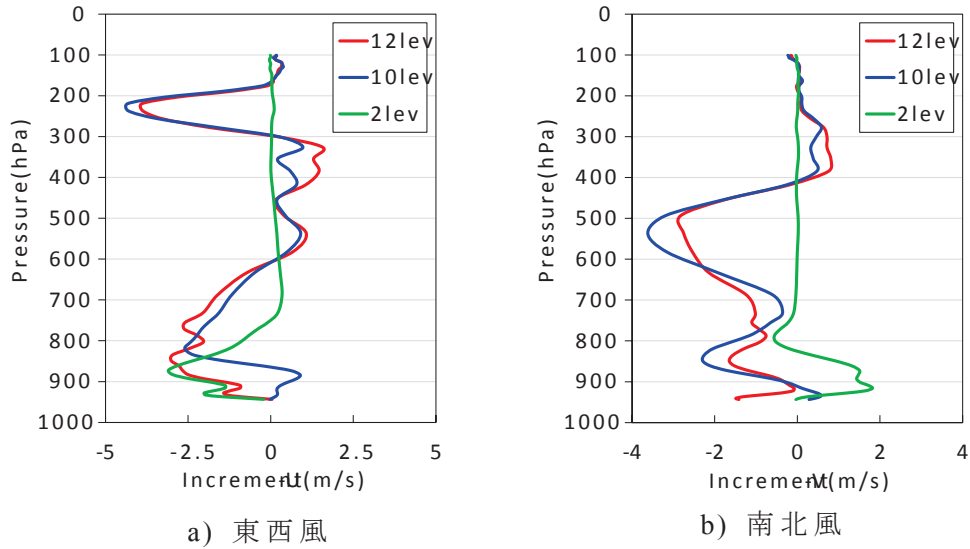 0
100
200
300
400
500
600
700
800
900
1000
Pressure(hPa)
-5
-2.5
0
2.5
5
Increment-U(m/s)
12lev
10lev
2lev
a) 東西風
0
100
200
300
400
500
600
700
800
900
1000
Pressure(hPa)
-4
-2
0
2
4
Increment-V(m/s)
12lev
10lev
2lev
b) 南北風